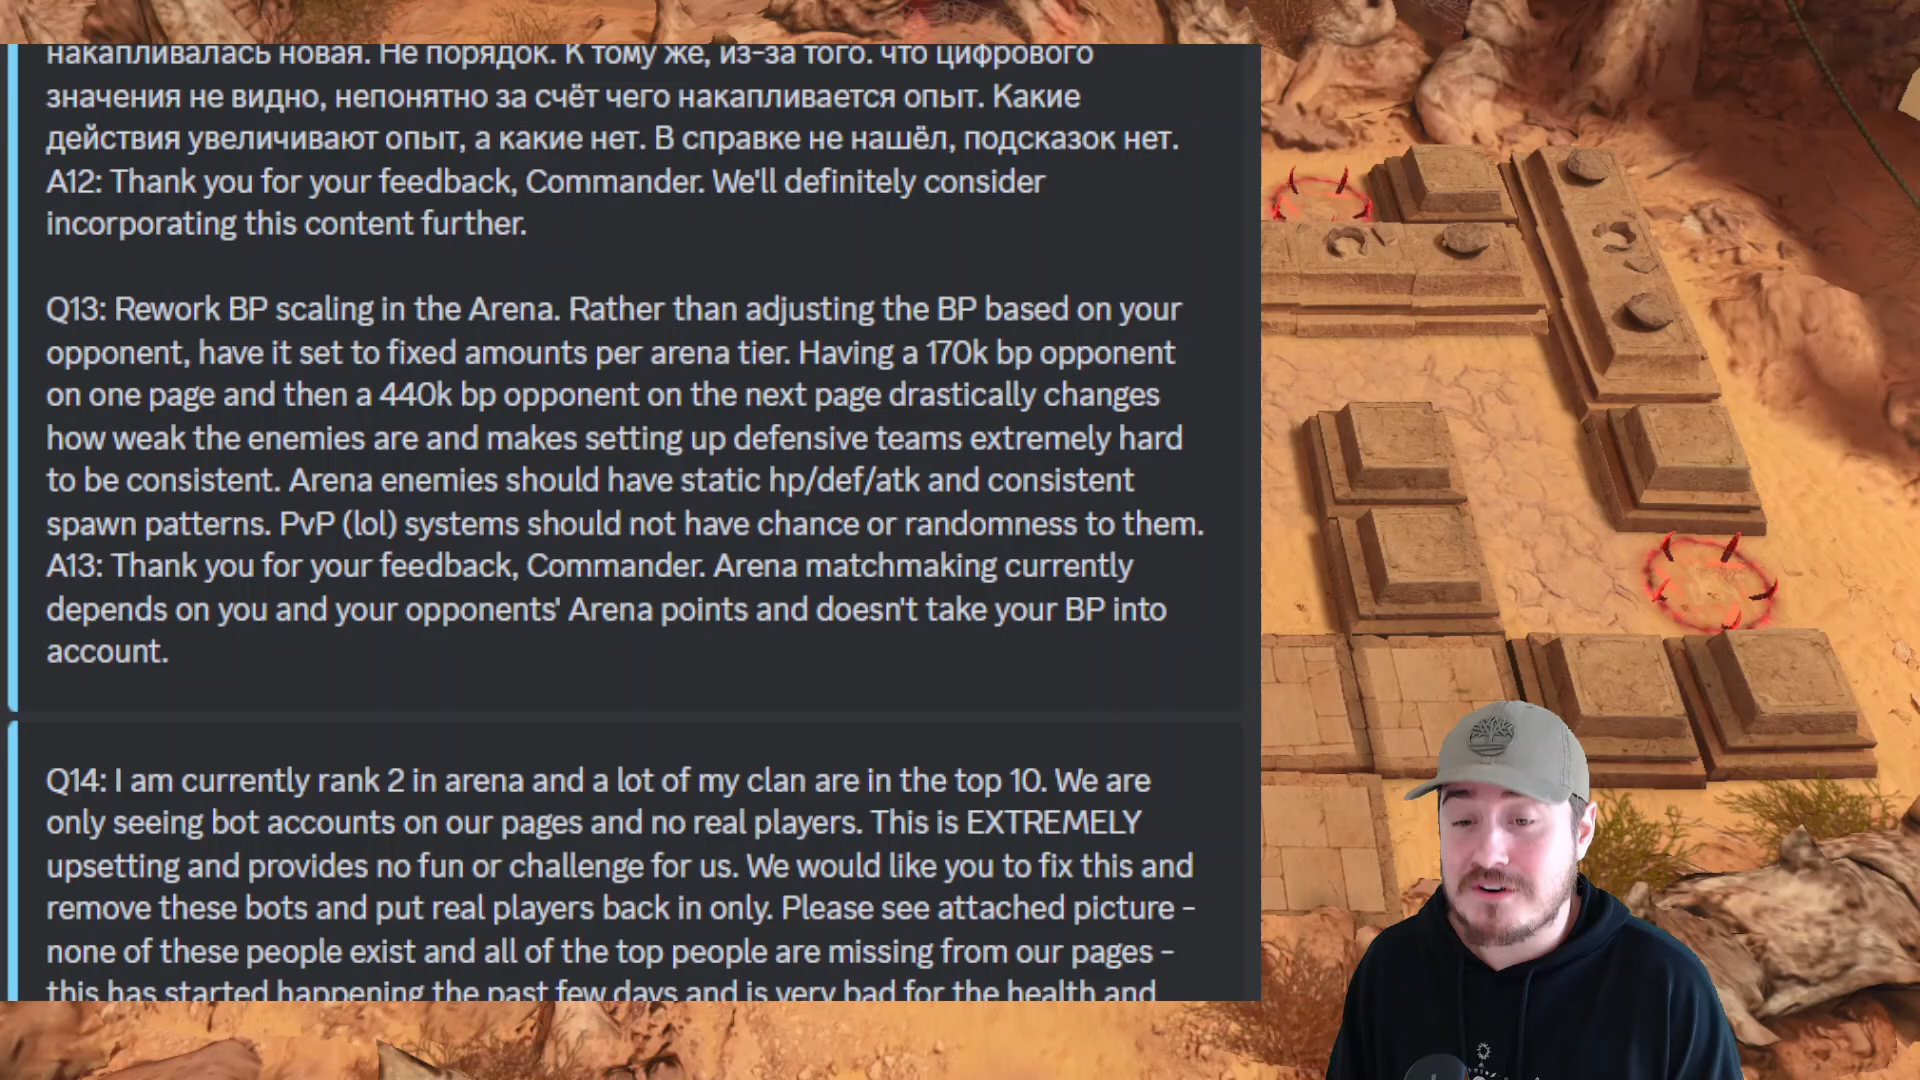 накапливалась новая. Не порядок. К тому же, из-за того. что цифрового
значения не видно, непонятно за счёт чего накапливается опыт. Какие
действия увеличивают опыт, а какие нет. В справке не нашёл, подсказок нет.
A12: Thank you for your feedback, Commander. We'll definitely consider
incorporating this content further.
Q13: Rework BP scaling in the Arena. Rather than adjusting the BP based on your
opponent, have it set to fixed amounts per arena tier. Having a 170k bp opponent
on one page and then a 440k bp opponent on the next page drastically changes
how weak the enemies are and makes setting up defensive teams extremely hard
to be consistent. Arena enemies should have static hp/def/atk and consistent
spawn patterns. PvP (lol) systems should not have chance or randomness to them.
A13: Thank you for your feedback, Commander. Arena matchmaking currently
depends on you and your opponents' Arena points and doesn't take your BP into
account.
Q14: I am currently rank 2 in arena and a lot of my clan are in the top 10. We are
only seeing bot accounts on our pages and no real players. This is EXTREMELY
upsetting and provides no fun or challenge for us. We would like you to fix this and
remove these bots and put real players back in only. Please see attached picture -
none of these people exist and all of the top people are missing from our pages -
this has started happening the past few days and is very bad for the health and